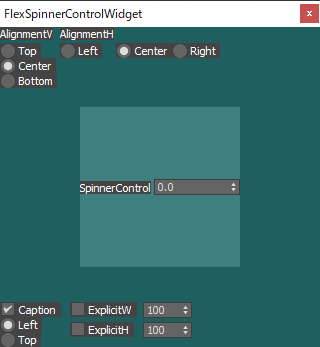 FlexSpinnerControlWidget x
AlignmentV AlignmentH
Top Left Center Right
Center
Bottom
SpinnerControl 0.0
Caption ExplicitW 100
Left ExplicitH 100
Top